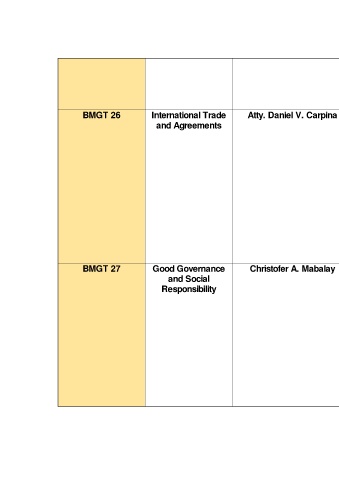 BMGT 26
International Trade
and Agreements
Atty. Daniel V. Carpina
BMGT 27
Good Governance
and Social
Responsibility
Christofer A. Mabalay